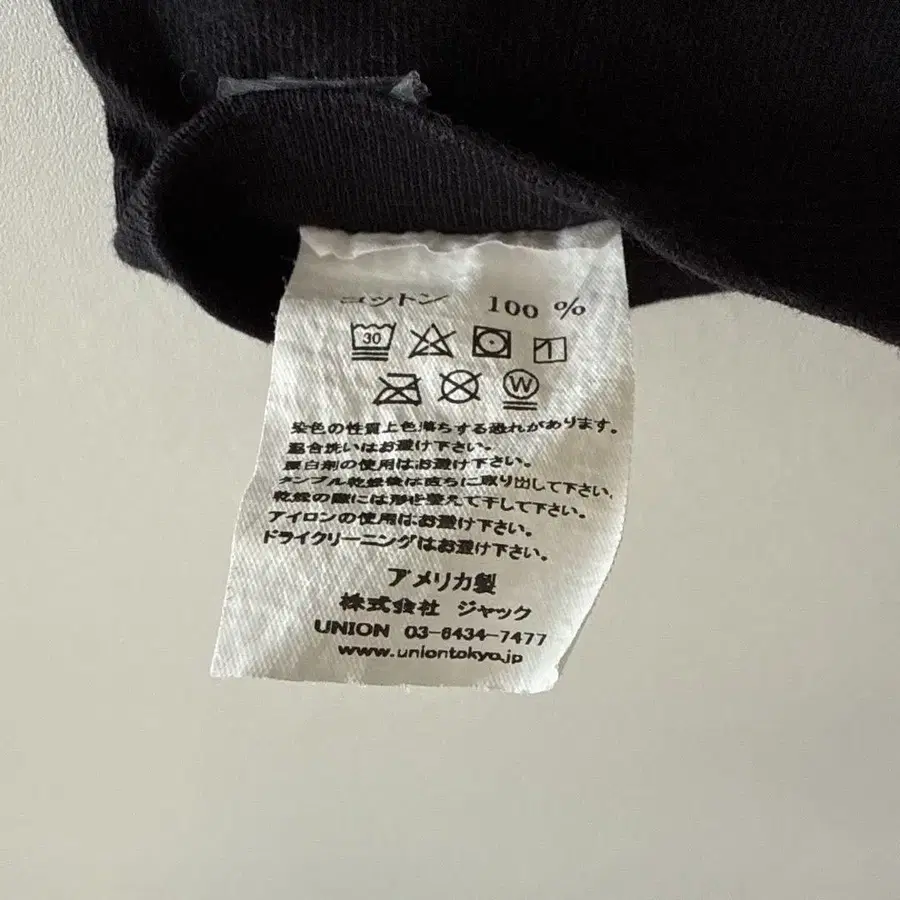 コットン 100 %
30 1
W
染色の性質上色落ちする恐れがあります。
混合洗いはお避け下さい。
漂白剤の使用はお避け下さい。
タンブル乾燥後は直ちに取り出して下さい。
乾燥の際には形を整えて干して下さい。
アイロンの使用はお避け下さい。
ドライクリーニングはお避け下さい。
アメリカ製
株式会社 ジャック
UNION 03-6434-7477
www.uniontokyo.jp